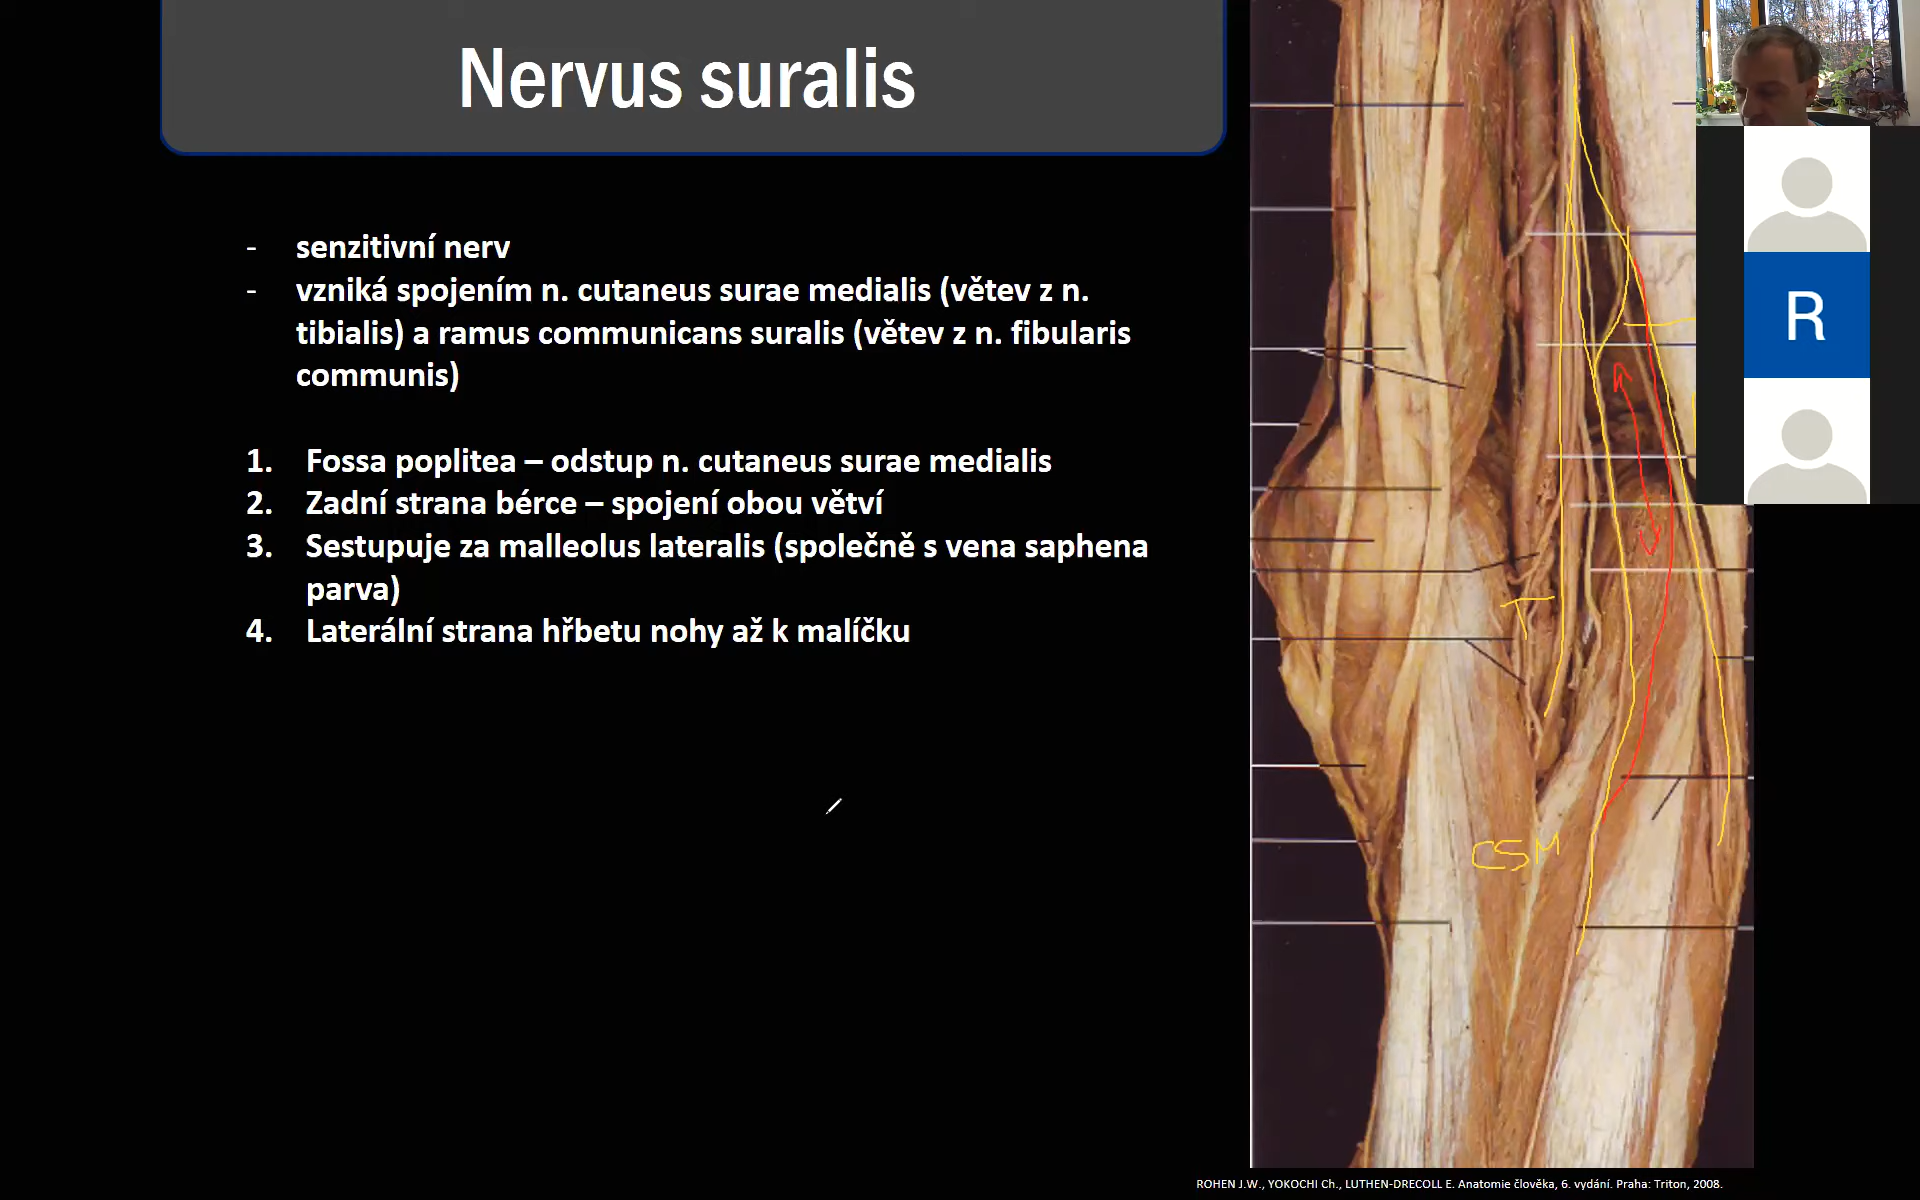 Nervus suralis
- senzitivní nerv
- vzniká spojením n. cutaneus surae medialis (větev z n.
tibialis) a ramus communicans suralis (větev z n. fibularis
communis)
1. Fossa poplitea – odstup n. cutaneus surae medialis
2. Zadní strana bérce – spojení obou větví
3. Sestupuje za malleolus lateralis (společně s vena saphena
parva)
4. Laterální strana hřbetu nohy až k malíčku
R
T
CSM
ROHEN J.W., YOKOCHI Ch., LUTHEN-DRECOLL E. Anatomie člověka, 6. vydání. Praha: Triton, 2008.